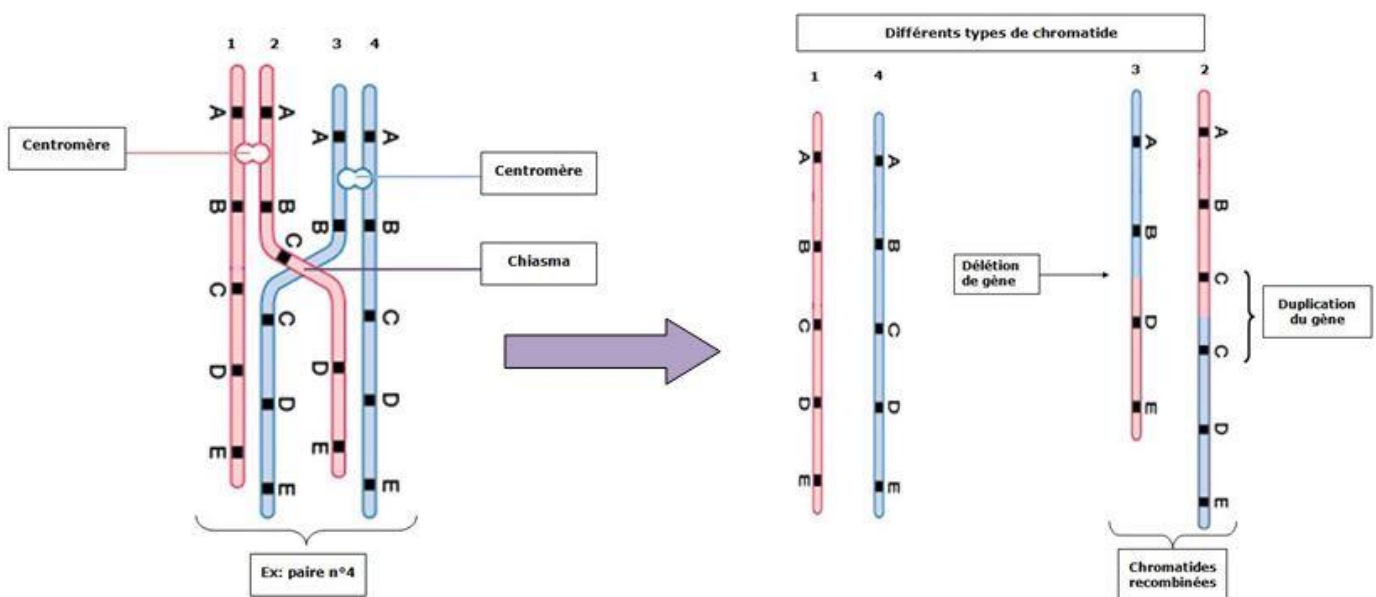 1
2
3
4
A
A
A
A
Centromère
Centromère
B
B
B
B
C
Chiasma
C
C
C
D
D
D
D
E
E
E
E
Ex: paire n°4
Différents types de chromatide
1
4
3
2
A
A
A
A
B
B
B
B
Délétion
de gène
C
C
C
C
Duplication
du gène
D
D
D
D
E
E
E
E
Chromatides
recombinées